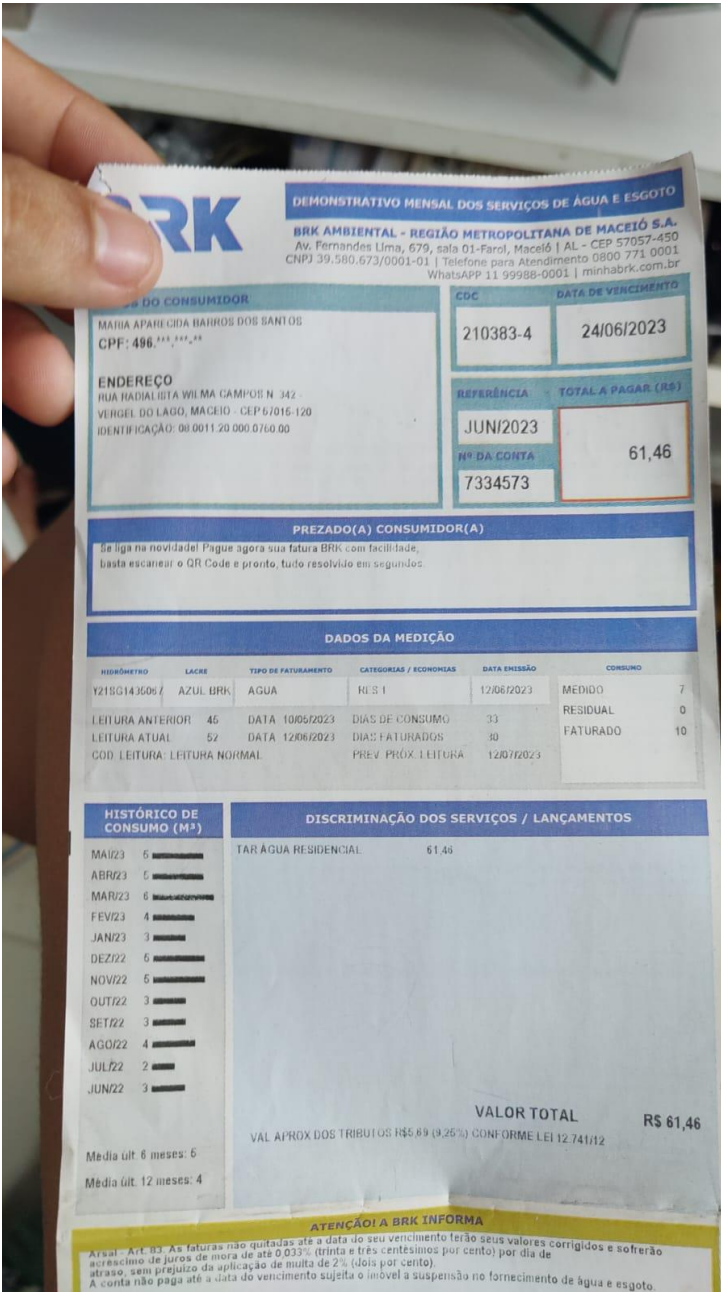 BRK
DEMONSTRATIVO MENSAL DOS SERVIÇOS DE ÁGUA E ESGOTO
BRK AMBIENTAL - REGIÃO METROPOLITANA DE MACEIÓ S.A.
Av. Fernandes Lima, 679, sala 01-Farol, Maceió | AL - CEP 57057-450
CNPJ 39.580.673/0001-01 | Telefone para Atendimento 0800 771 0001
WhatsAPP 11 99988-0001 | minhabrk.com.br
DO CONSUMIDOR
MARIA APARECIDA BARROS DOS SANTOS
CPF: 496.***.***-**
ENDEREÇO
RUA RADIALISTA WILMA CAMPOS N 342 -
VERGEL DO LAGO, MACEIO - CEP 57015-120
IDENTIFICAÇÃO: 08.0011.20.000.0760.00
CDC DATA DE VENCIMENTO
210383-4 24/06/2023
REFERÊNCIA TOTAL A PAGAR (R$)
JUN/2023 61,46
Nº DA CONTA
7334573
PREZADO(A) CONSUMIDOR(A)
Se liga na novidade! Pague agora sua fatura BRK com facilidade,
basta escanear o QR Code e pronto, tudo resolvido em segundos
DADOS DA MEDIÇÃO
HIDRÔMETRO LACRE TIPO DE FATURAMENTO CATEGORIAS / ECONOMIAS DATA EMISSÃO CONSUMO
AZUL BRK AGUA RES 1 12/06/2023 MEDIDO 7
RESIDUAL 0
FATURADO 10
LEITURA ANTERIOR 45 DATA 10/05/2023 DIAS DE CONSUMO 33
LEITURA ATUAL 52 DATA 12/06/2023 DIAS FATURADOS 30
COD. LEITURA: LEITURA NORMAL PREV. PRÓX. LEITURA 12/07/2023
HISTÓRICO DE
CONSUMO (M³)
MAI/23 5
ABR/23 5
MAR/23 6
FEV/23 4
JAN/23 3
DEZ/22 5
NOV/22 5
OUT/22 3
SET/22 3
AGO/22 4
JUL/22 2
JUN/22 3
Média últ. 6 meses: 5
Média últ. 12 meses: 4
DISCRIMINAÇÃO DOS SERVIÇOS / LANÇAMENTOS
TAR ÁGUA RESIDENCIAL 61,46
VALOR TOTAL R$ 61,46
VAL APROX DOS TRIBUTOS R$5,69 (9,25%) CONFORME LEI 12.741/12
ATENÇÃO! A BRK INFORMA
Arsal - Art. 83. As faturas não quitadas até a data do seu vencimento terão seus valores corrigidos e sofrerão
acréscimo de juros de mora de até 0,033% (trinta e três centésimos por cento) por dia de
atraso, sem prejuízo da aplicação de multa de 2% (dois por cento).
A conta não paga até a data do vencimento sujeita o imóvel a suspensão no fornecimento de água e esgoto.